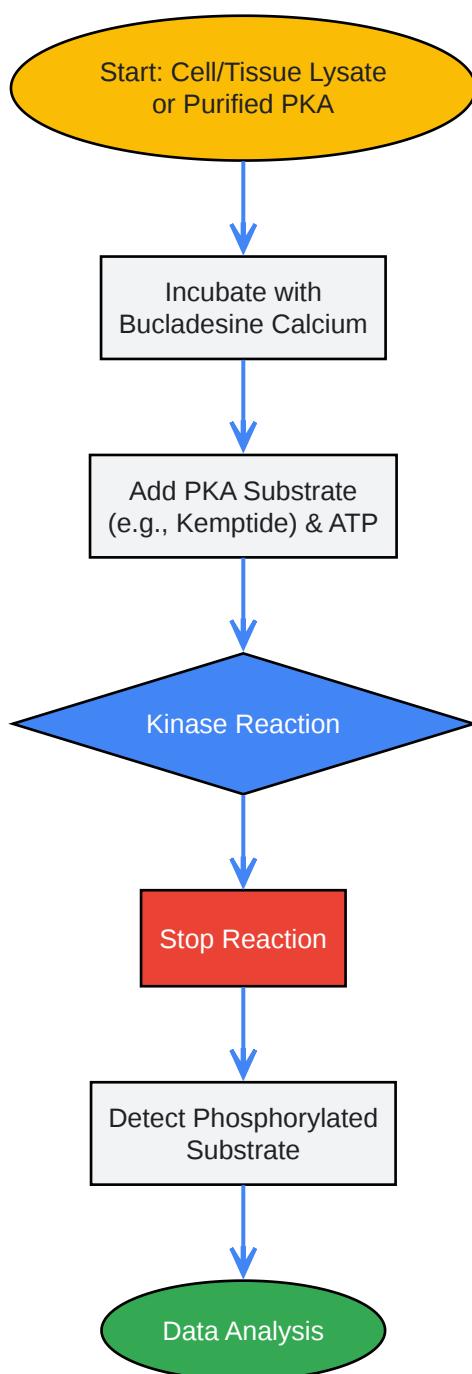 Start: Cell/Tissue Lysate
or Purified PKA
Incubate with
Bucladesine Calcium
Add PKA Substrate
(e.g., Kemptide) & ATP
Kinase Reaction
Stop Reaction
Detect Phosphorylated
Substrate
Data Analysis